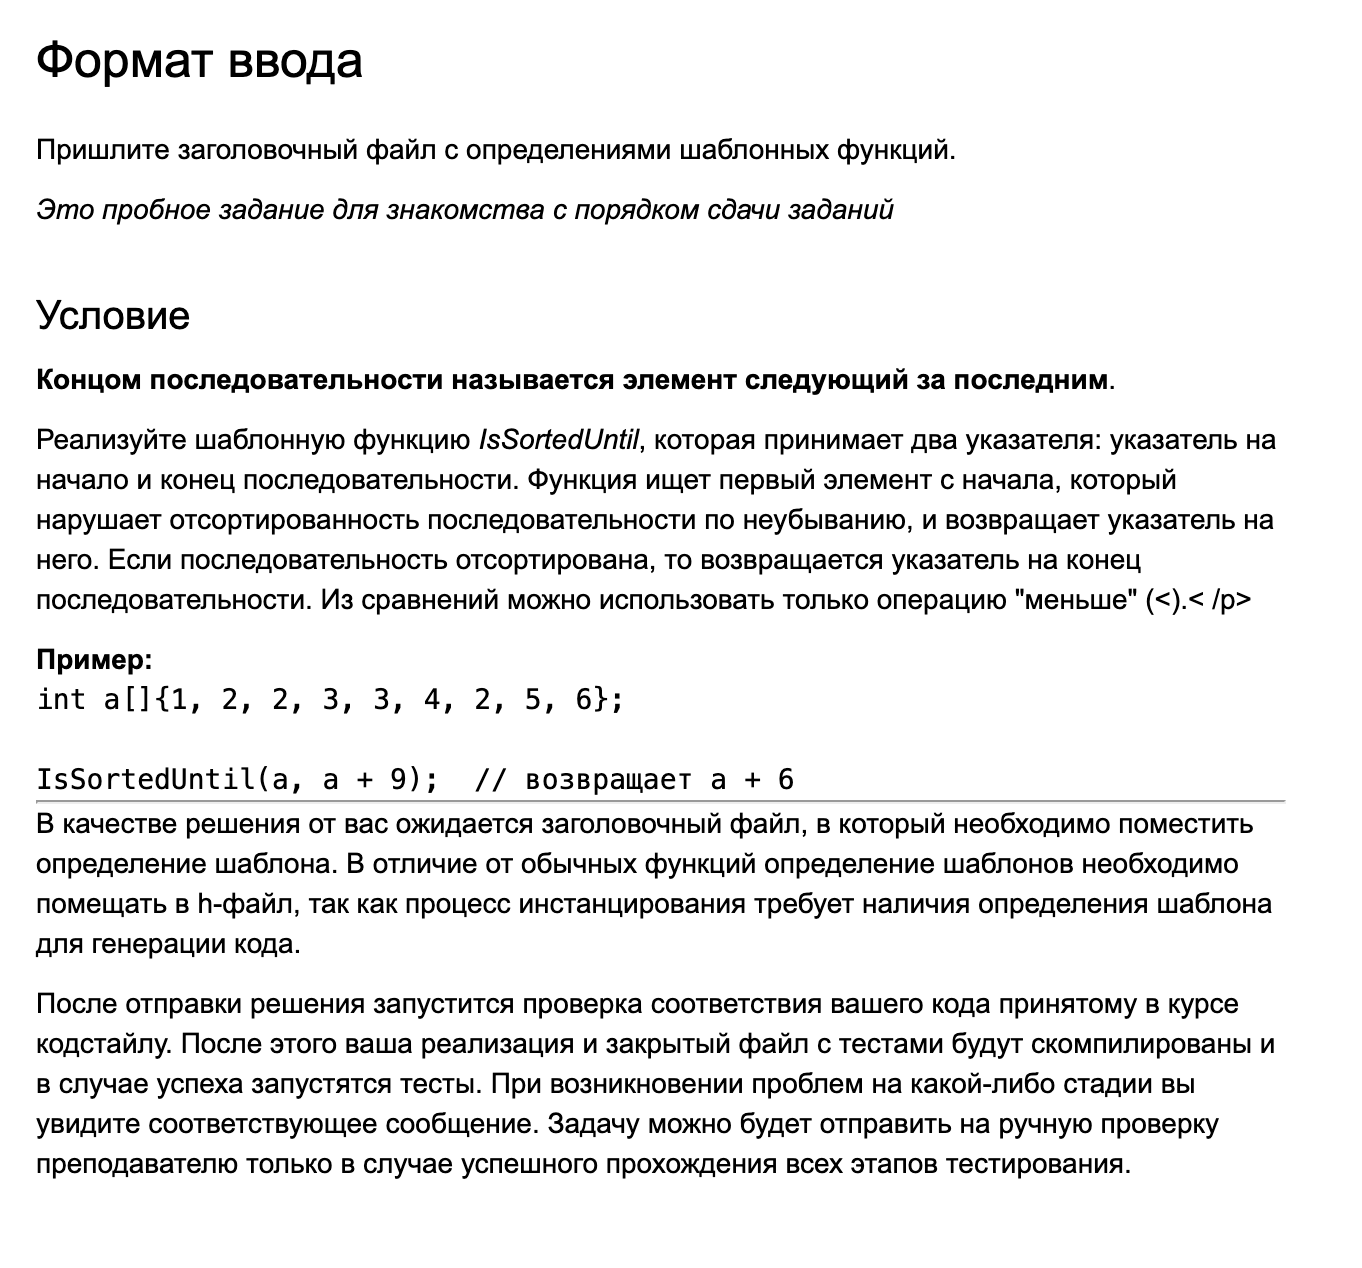 Формат ввода
Пришлите заголовочный файл с определениями шаблонных функций.
Это пробное задание для знакомства с порядком сдачи заданий
Условие
Концом последовательности называется элемент следующий за последним.
Реализуйте шаблонную функцию IsSortedUntil, которая принимает два указателя: указатель на
начало и конец последовательности. Функция ищет первый элемент с начала, который
нарушает отсортированность последовательности по неубыванию, и возвращает указатель на
него. Если последовательность отсортирована, то возвращается указатель на конец
последовательности. Из сравнений можно использовать только операцию "меньше" (<).< /p>
Пример:
int a[]{1, 2, 2, 3, 3, 4, 2, 5, 6};
IsSortedUntil(a, a + 9);  // возвращает a + 6
В качестве решения от вас ожидается заголовочный файл, в который необходимо поместить
определение шаблона. В отличие от обычных функций определение шаблонов необходимо
помещать в h-файл, так как процесс инстанцирования требует наличия определения шаблона
для генерации кода.
После отправки решения запустится проверка соответствия вашего кода принятому в курсе
кодстайлу. После этого ваша реализация и закрытый файл с тестами будут скомпилированы и
в случае успеха запустятся тесты. При возникновении проблем на какой-либо стадии вы
увидите соответствующее сообщение. Задачу можно будет отправить на ручную проверку
преподавателю только в случае успешного прохождения всех этапов тестирования.